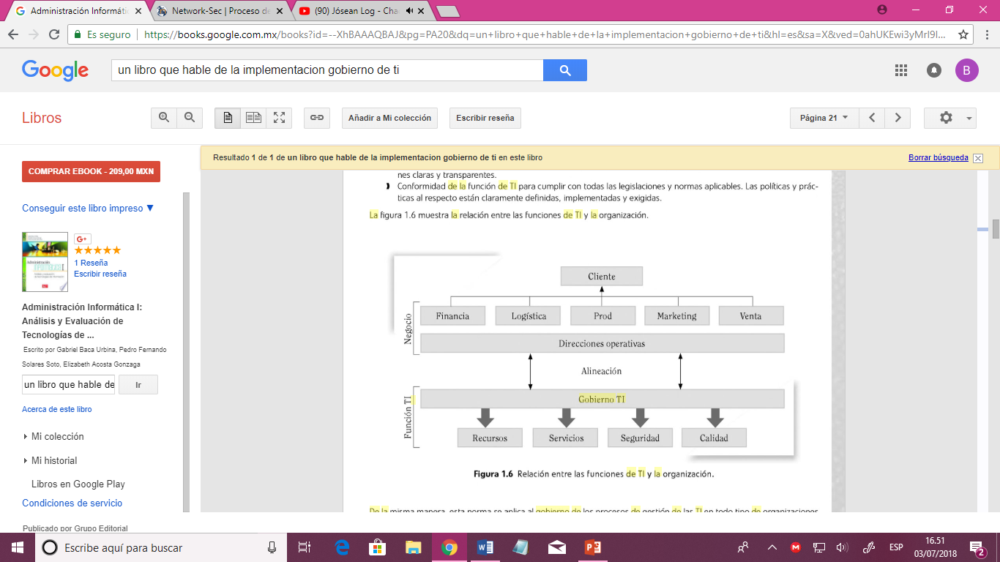 Administración Informátic
Network-Sec | Proceso de
(90) Jósean Log - Cha
Es seguro
https://books.google.com.mx/books?id=--XhBAAAQBAJ&pg=PA20&dq=un+libro+que+hable+de+la+implementacion+gobierno+de+ti&hl=es&sa=X&ved=0ahUKEwi3yMrI9I...
Google
un libro que hable de la implementacion gobierno de ti
B
Libros
Añadir a Mi colección
Escribir reseña
Página 21
Resultado 1 de 1 de un libro que hable de la implementacion gobierno de ti en este libro
Borrar búsqueda
COMPRAR EBOOK - 209,00 MXN
Conseguir este libro impreso ▼
G+
1 Reseña
Escribir reseña
Administración Informática I:
Análisis y Evaluación de
Tecnologías de ...
Escrito por Gabriel Baca Urbina, Pedro Fernando
Solares Soto, Elizabeth Acosta Gonzaga
un libro que hable de
Ir
Acerca de este libro
Mi colección
Mi historial
Libros en Google Play
Condiciones de servicio
Publicado por Grupo Editorial
nes claras y transparentes.
Conformidad de la función de TI para cumplir con todas las legislaciones y normas aplicables. Las políticas y prác-
ticas al respecto están claramente definidas, implementadas y exigidas.
La figura 1.6 muestra la relación entre las funciones de TI y la organización.
Cliente
Negocio
Financia
Logística
Prod
Marketing
Venta
Direcciones operativas
Alineación
Función TI
Gobierno TI
Recursos
Servicios
Seguridad
Calidad
Figura 1.6 Relación entre las funciones de TI y la organización.
De la misma manera, esta norma se aplica al gobierno de los procesos de gestión de las TI en todo tipo de organizaciones
Escribe aquí para buscar
ESP
16.51
03/07/2018
2